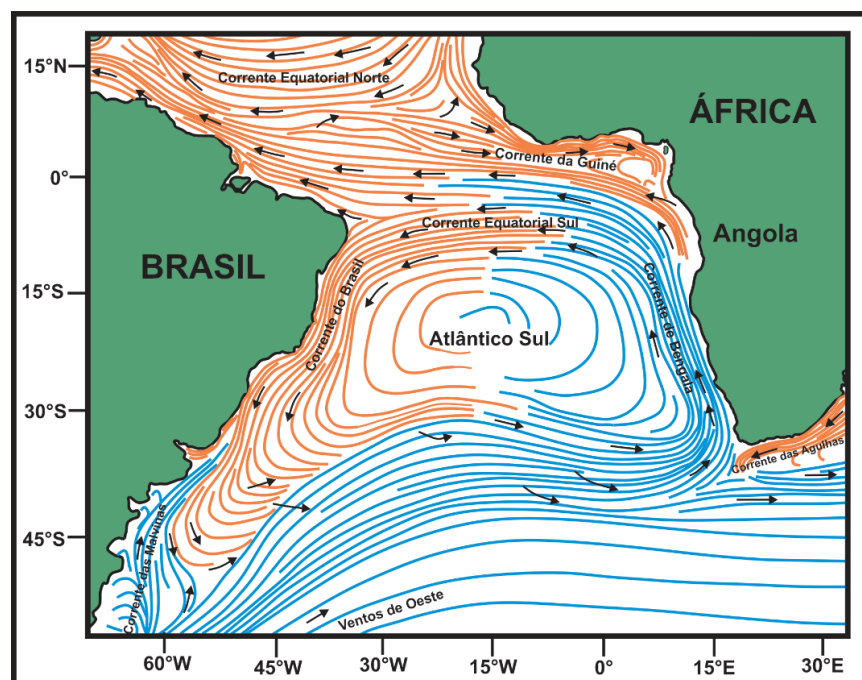 15°N
0°
15°S
30°S
45°S
Corrente Equatorial Norte
ÁFRICA
Corrente da Guiné
Corrente Equatorial Sul
Angola
BRASIL
Corrente do Brasil
Atlântico Sul
Corrente de Bengala
Corrente das Agulhas
Corrente das Malvinas
Ventos de Oeste
60°W
45°W
30°W
15°W
0°
15°E
30°E